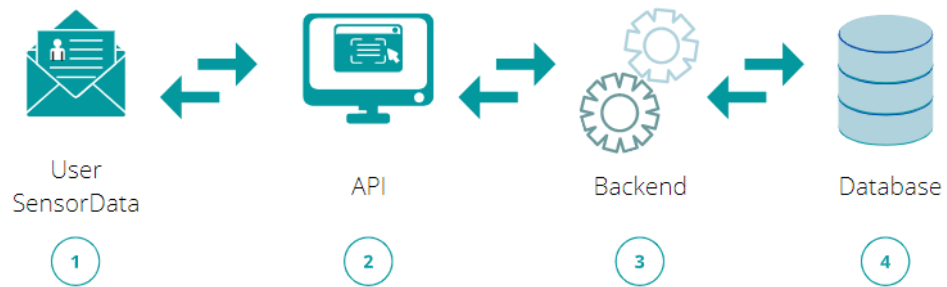 User
SensorData
API
Backend
Database
1
2
3
4